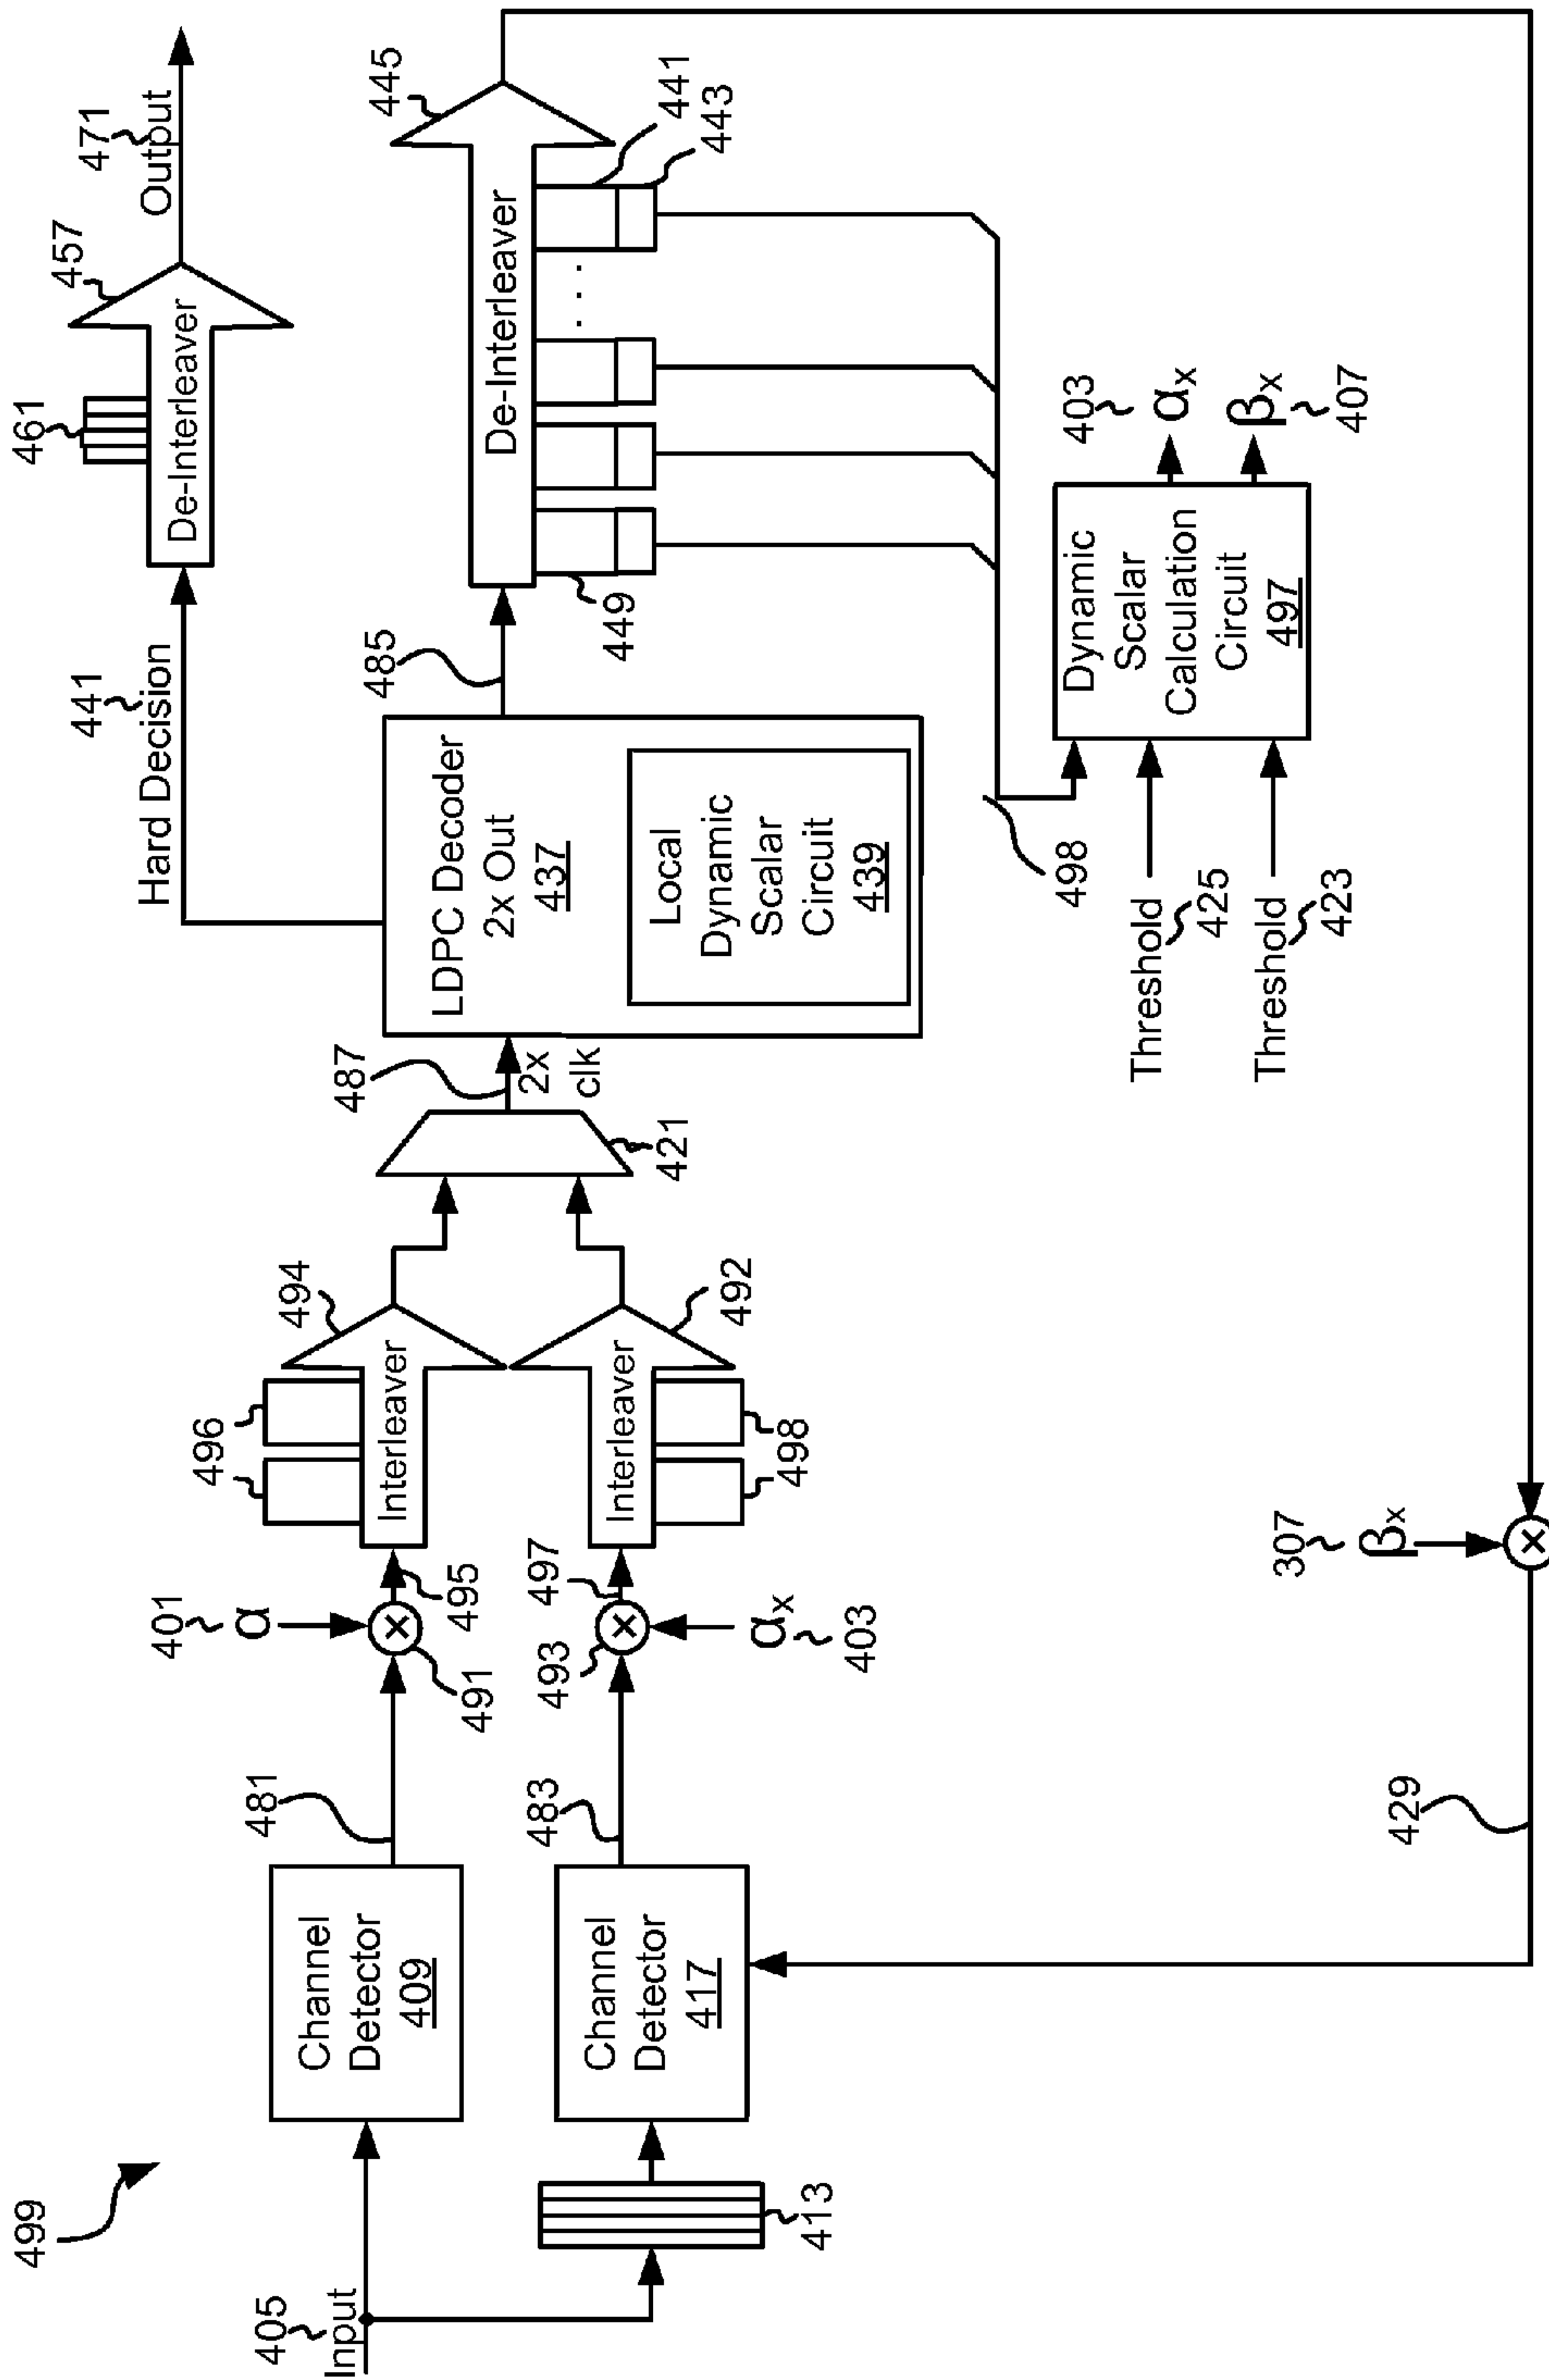 499
405
Input
Channel
Detector
409
481
401
α
491
495
496
Interleaver
494
413
Channel
Detector
417
483
493
αx
403
497
Interleaver
498
492
421
487
2x
clk
LDPC Decoder
2x Out
437
Local
Dynamic
Scalar
Circuit
439
Hard Decision
441
461
De-Interleaver
457
Output
471
485
De-Interleaver
445
449
. . .
441
443
498
Threshold
425
Threshold
423
Dynamic
Scalar
Calculation
Circuit
497
403
αx
βx
407
307
βx
429